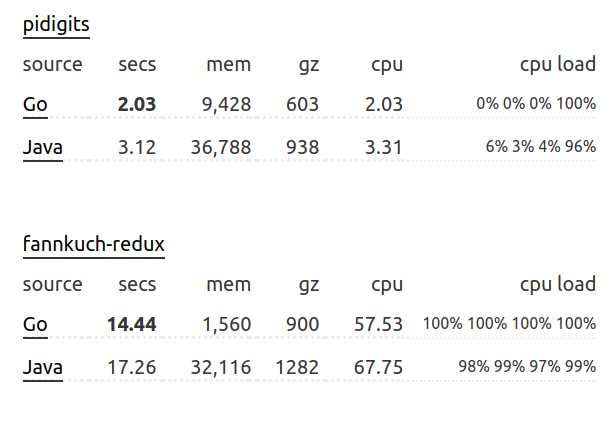 pidigits
source secs mem gz cpu cpu load
Go 2.03 9,428 603 2.03 0% 0% 0% 100%
Java 3.12 36,788 938 3.31 6% 3% 4% 96%
fannkuch-redux
source secs mem gz cpu cpu load
Go 14.44 1,560 900 57.53 100% 100% 100% 100%
Java 17.26 32,116 1282 67.75 98% 99% 97% 99%